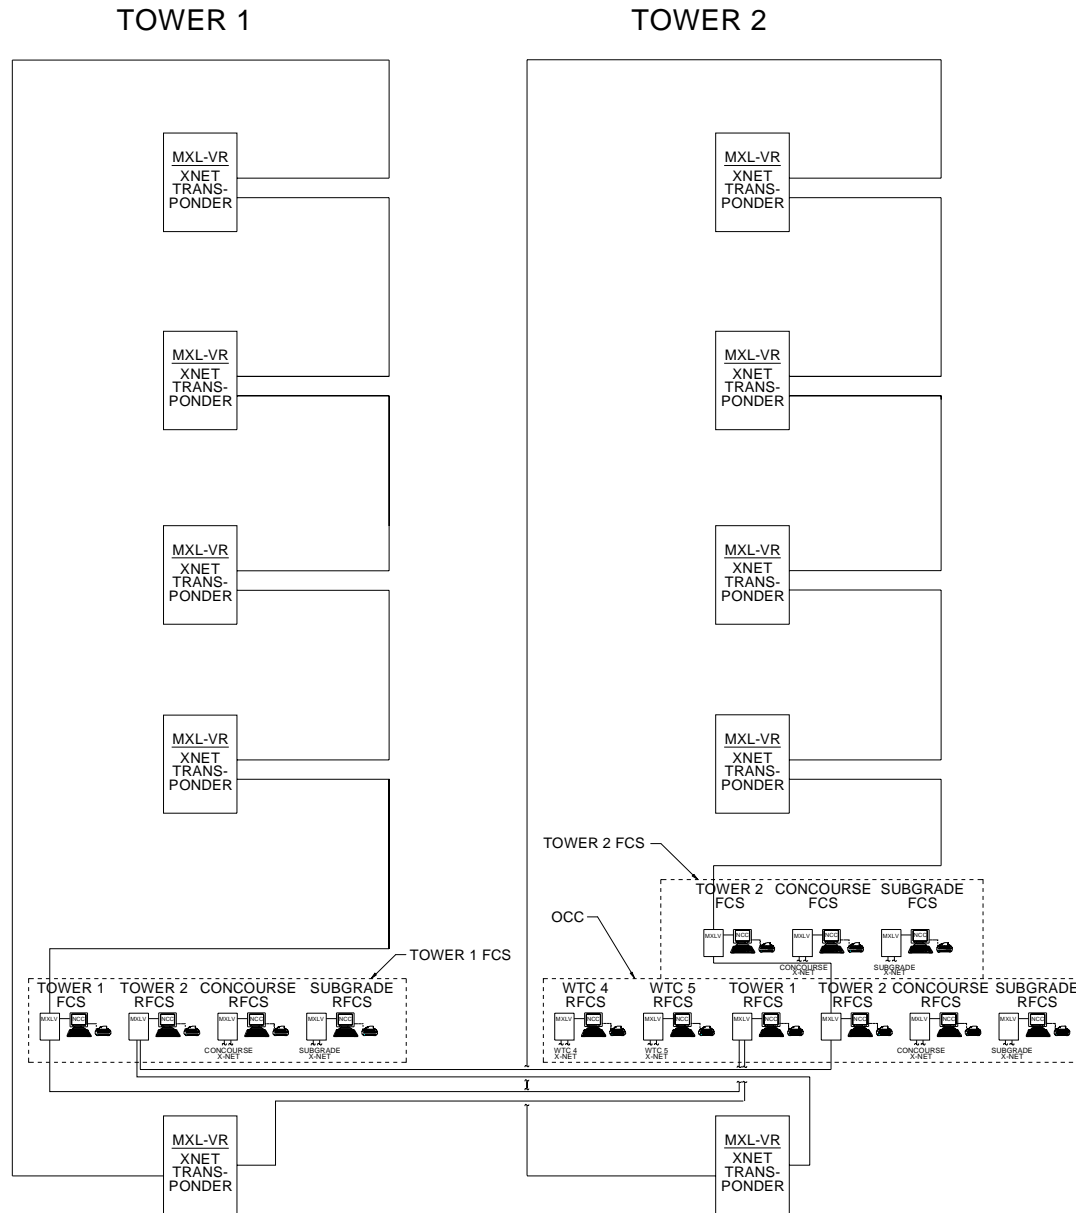 TOWER 1
TOWER 2
MXL-VR
XNET
TRANS-
PONDER
MXL-VR
XNET
TRANS-
PONDER
MXL-VR
XNET
TRANS-
PONDER
MXL-VR
XNET
TRANS-
PONDER
MXL-VR
XNET
TRANS-
PONDER
MXL-VR
XNET
TRANS-
PONDER
MXL-VR
XNET
TRANS-
PONDER
MXL-VR
XNET
TRANS-
PONDER
TOWER 2 FCS
TOWER 2
FCS
CONCOURSE
FCS
SUBGRADE
FCS
MXLV
NCC
MXLV
NCC
CONCOURSE
X-NET
MXLV
NCC
SUBGRADE
X-NET
OCC
TOWER 1 FCS
TOWER 1
FCS
TOWER 2
RFCS
CONCOURSE
RFCS
SUBGRADE
RFCS
MXLV
NCC
MXLV
NCC
MXLV
NCC
CONCOURSE
X-NET
MXLV
NCC
SUBGRADE
X-NET
WTC 4
RFCS
WTC 5
RFCS
TOWER 1
RFCS
TOWER 2
RFCS
CONCOURSE
RFCS
SUBGRADE
RFCS
MXLV
NCC
WTC 4
X-NET
MXLV
NCC
WTC 5
X-NET
MXLV
NCC
MXLV
NCC
MXLV
NCC
CONCOURSE
X-NET
MXLV
NCC
SUBGRADE
X-NET
MXL-VR
XNET
TRANS-
PONDER
MXL-VR
XNET
TRANS-
PONDER